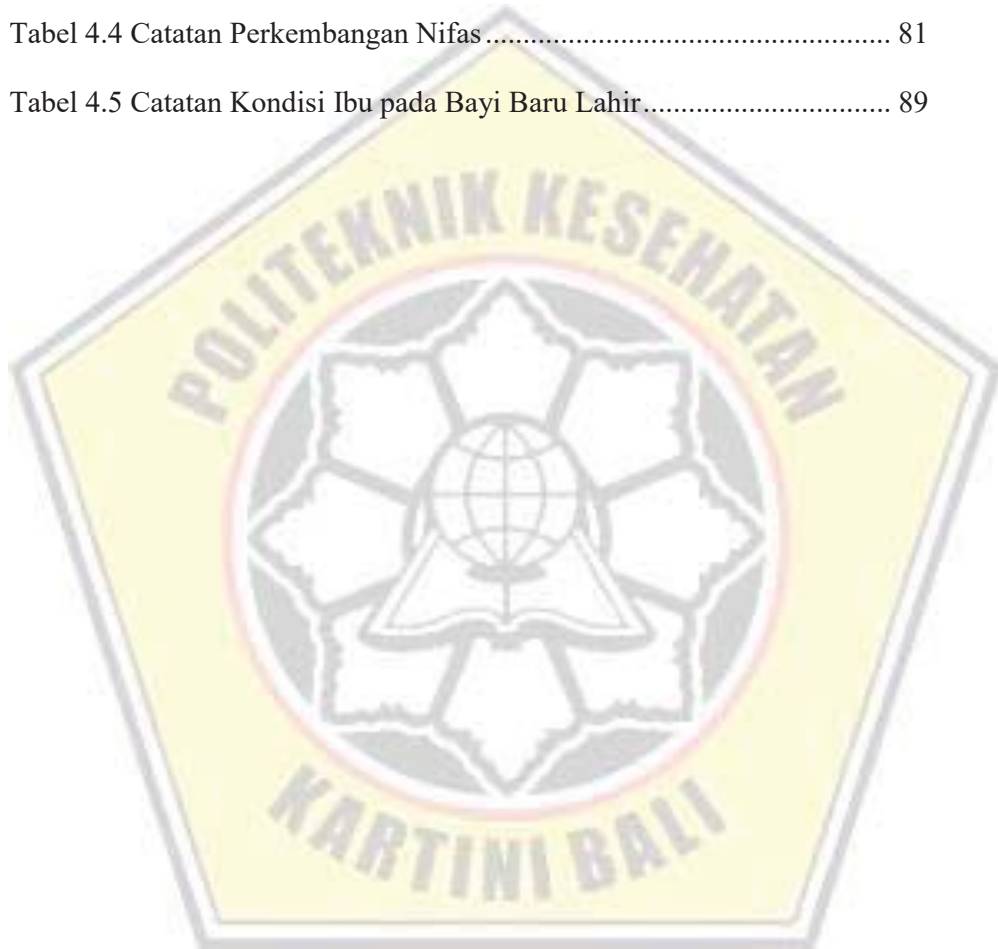 Tabel 4.4 Catatan Perkembangan Nifas.................................................... 81
Tabel 4.5 Catatan Kondisi Ibu pada Bayi Baru Lahir............................... 89
POLITEKNIK KESEHATAN
KARTINI BALI